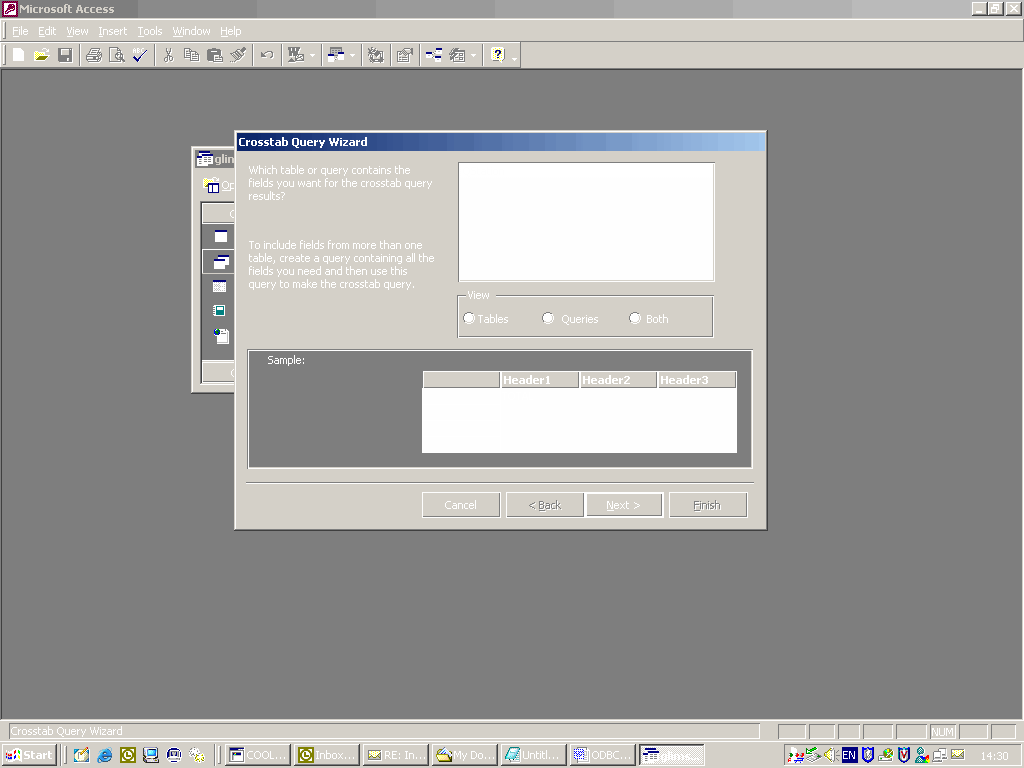 Microsoft Access
File Edit View Insert Tools Window Help
Crosstab Query Wizard
glim
Op
Which table or query contains the
fields you want for the crosstab query
results?
To include fields from more than one
table, create a query containing all the
fields you need and then use this
query to make the crosstab query.
View
Tables Queries Both
Sample:
Header1 Header2 Header3
Cancel < Back Next > Finish
Crosstab Query Wizard NUM
Start COOL... Inbox... RE: In... My Do... Untitl... ODBC... glims... EN 14:30